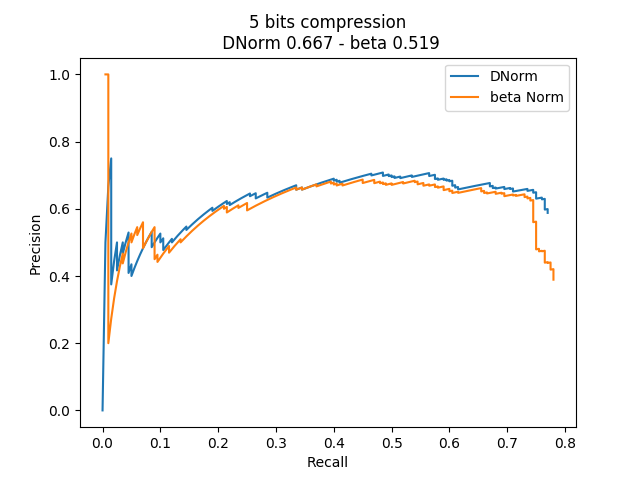 5 bits compression
DNorm 0.667 - beta 0.519
DNorm
beta Norm
1.0
0.8
0.6
0.4
0.2
0.0
Precision
0.0 0.1 0.2 0.3 0.4 0.5 0.6 0.7 0.8
Recall